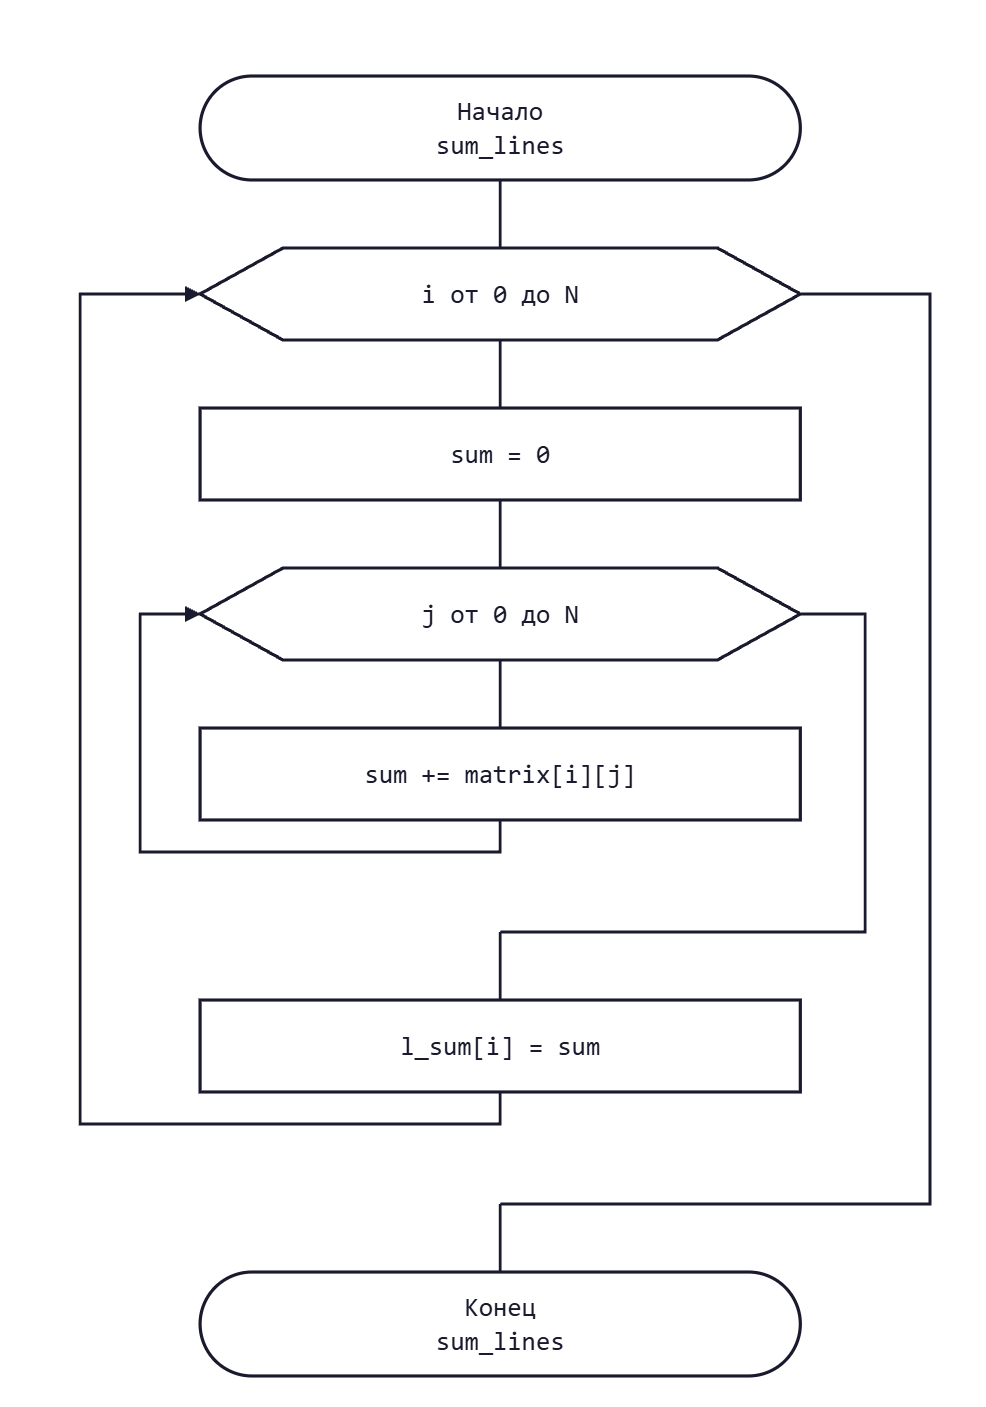 Начало
sum_lines
i от 0 до N
sum = 0
j от 0 до N
sum += matrix[i][j]
l_sum[i] = sum
Конец
sum_lines